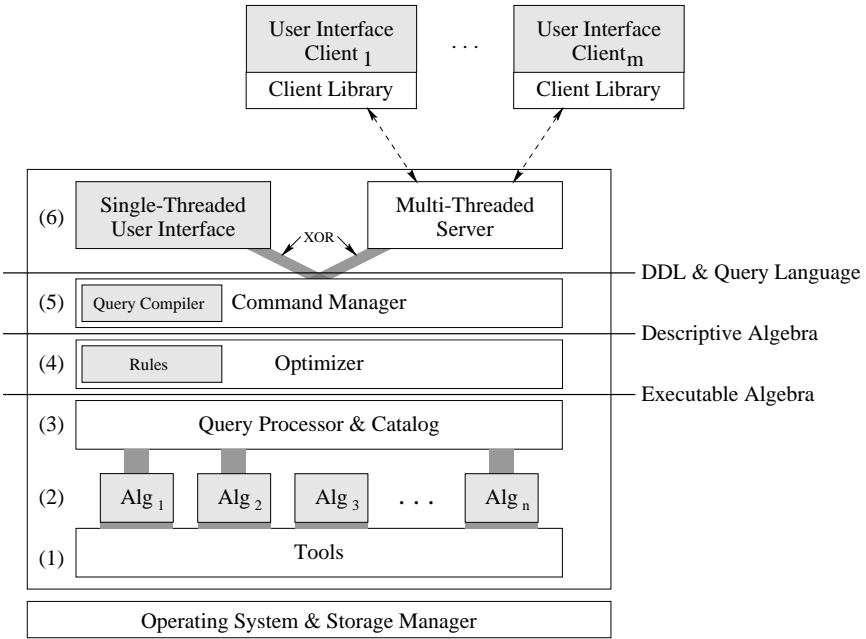 User Interface
Client 1
. . .
User Interface
Client m
Client Library
Client Library
(6)
Single-Threaded
User Interface
XOR
Multi-Threaded
Server
DDL & Query Language
(5)
Query Compiler
Command Manager
Descriptive Algebra
(4)
Rules
Optimizer
Executable Algebra
(3)
Query Processor & Catalog
(2)
Alg 1
Alg 2
Alg 3
. . .
Alg n
(1)
Tools
Operating System & Storage Manager